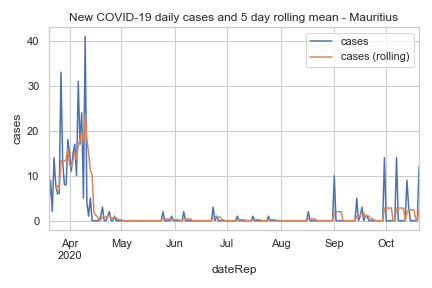 New COVID-19 daily cases and 5 day rolling mean - Mauritius
cases
cases (rolling)
40
30
20
10
0
cases
Apr May Jun Jul Aug Sep Oct
2020
dateRep